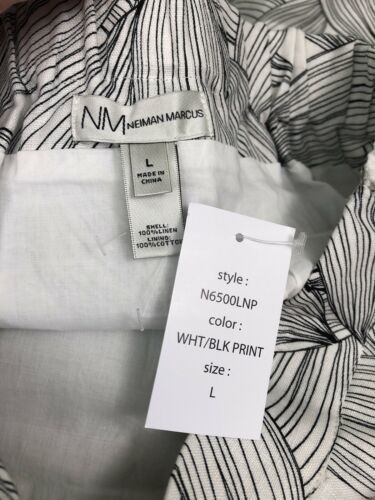 NM NEIMAN MARCUS
L
MADE IN
CHINA
SHELL:
100%LINEN
LINING:
100%COTTON
style :
N6500LNP
color :
WHT/BLK PRINT
size :
L